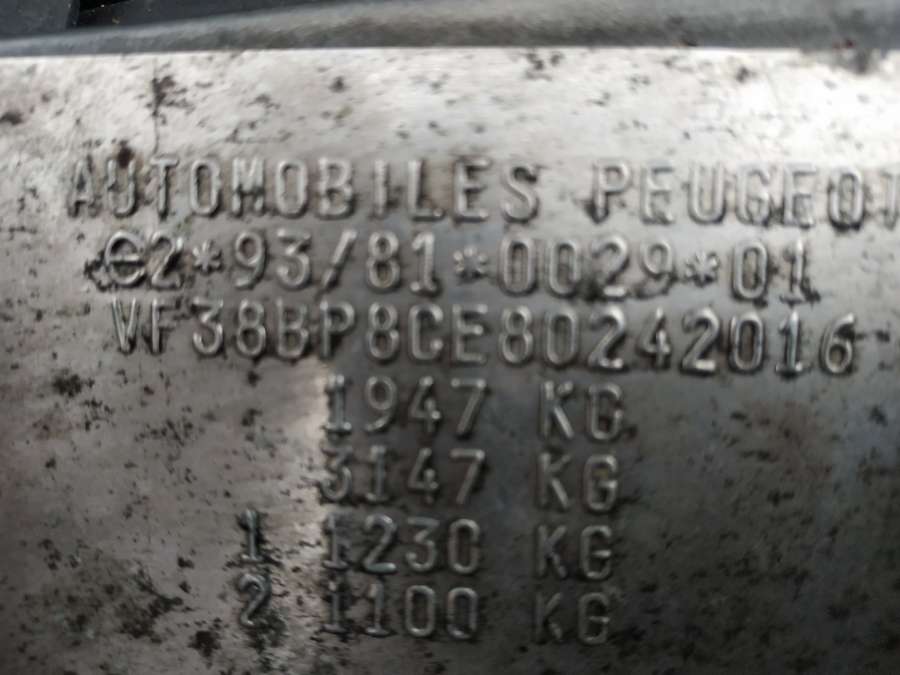 AUTOMOBILES PEUGEOT
e2*93/81*0029*01
VF38BP8CE80242016
1947 KG
3147 KG
1 1230 KG
2 1100 KG